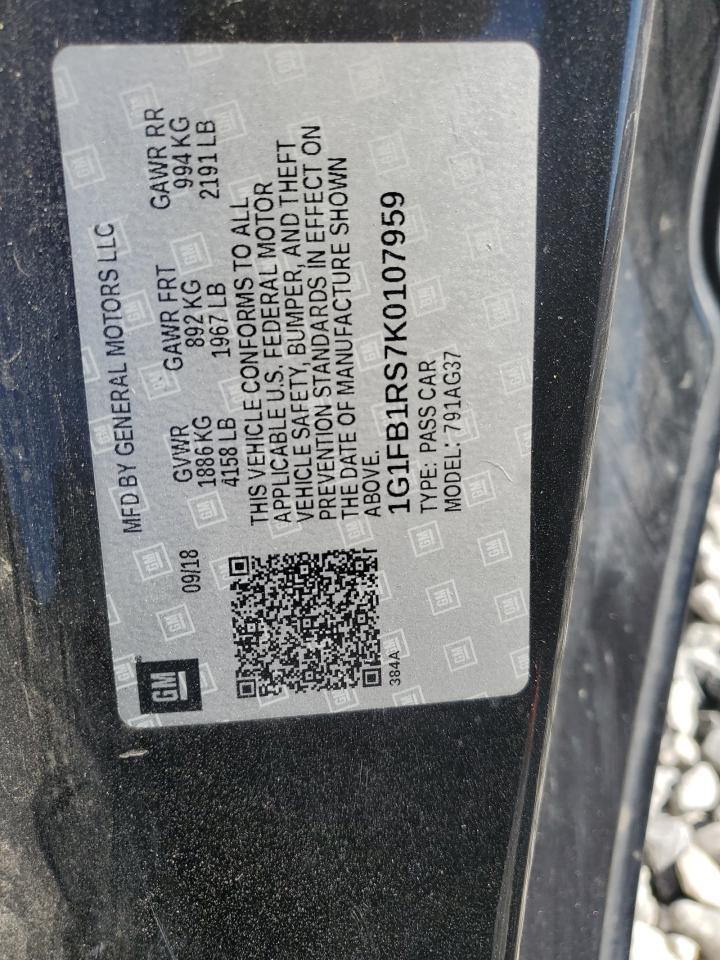 MFD BY GENERAL MOTORS LLC
09/18 GVWR GAWR FRT GAWR RR
1886 KG 892 KG 994 KG
4158 LB 1967 LB 2191 LB
THIS VEHICLE CONFORMS TO ALL
APPLICABLE U.S. FEDERAL MOTOR
VEHICLE SAFETY, BUMPER, AND THEFT
PREVENTION STANDARDS IN EFFECT ON
THE DATE OF MANUFACTURE SHOWN
ABOVE.
1G1FB1RS7K0107959
TYPE: PASS CAR
MODEL: 791AG37
GM
384A